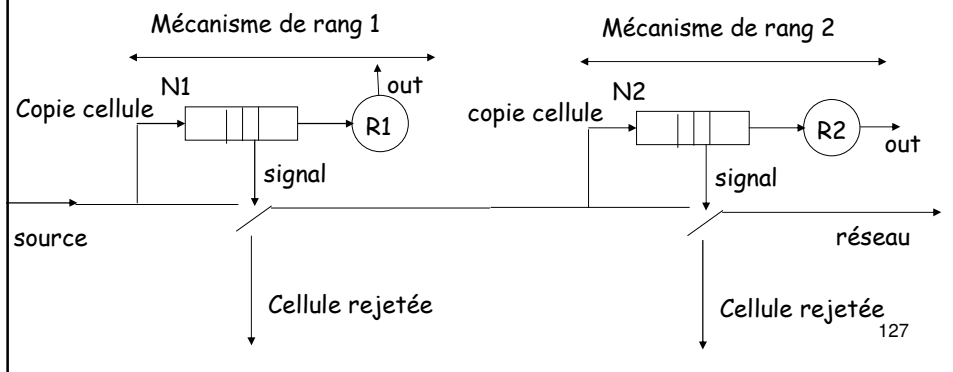 Mécanisme de rang 1
Mécanisme de rang 2
N1
out
Copie cellule
R1
signal
N2
copie cellule
R2
out
signal
source
réseau
Cellule rejetée
Cellule rejetée
127